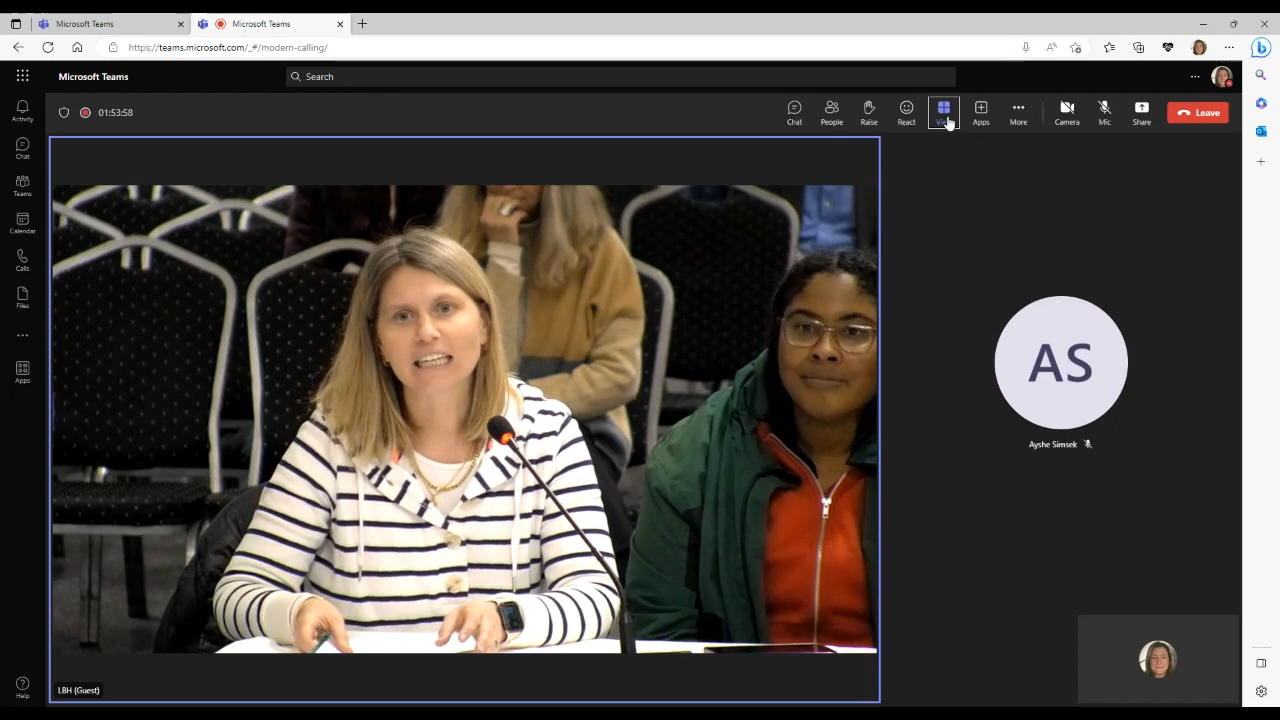 Microsoft Teams
Microsoft Teams
https://teams.microsoft.com/_#/modern-calling/
Microsoft Teams
Search
01:53:58
Chat
People
Raise
React
Apps
More
Camera
Mic
Share
Leave
Activity
Chat
Teams
Calendar
Calls
Files
Apps
Help
AS
Ayshe Simsek
LBH (Guest)